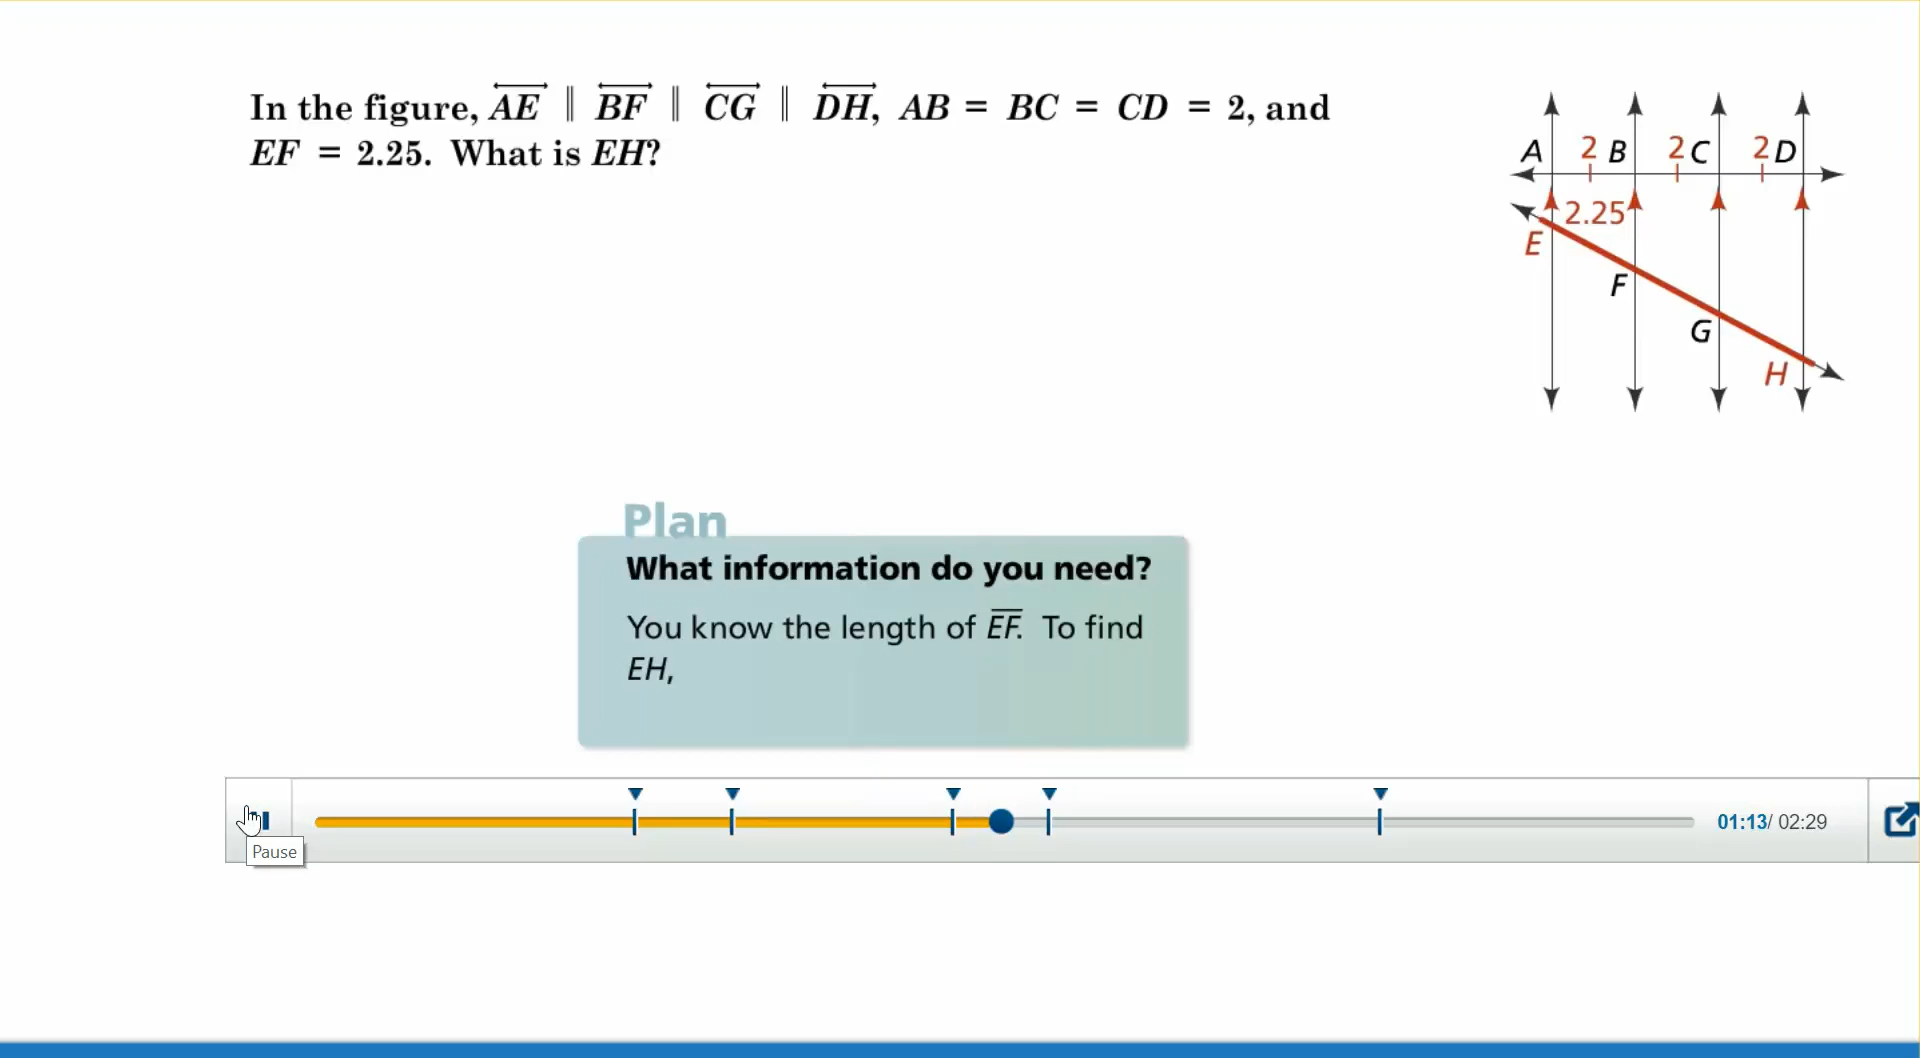 In the figure, AE ∥ BF ∥ CG ∥ DH, AB = BC = CD = 2, and
EF = 2.25. What is EH?
A 2 B 2 C 2 D
2.25
E
F
G
H
Plan
What information do you need?
You know the length of EF. To find
EH,
01:13/ 02:29
Pause